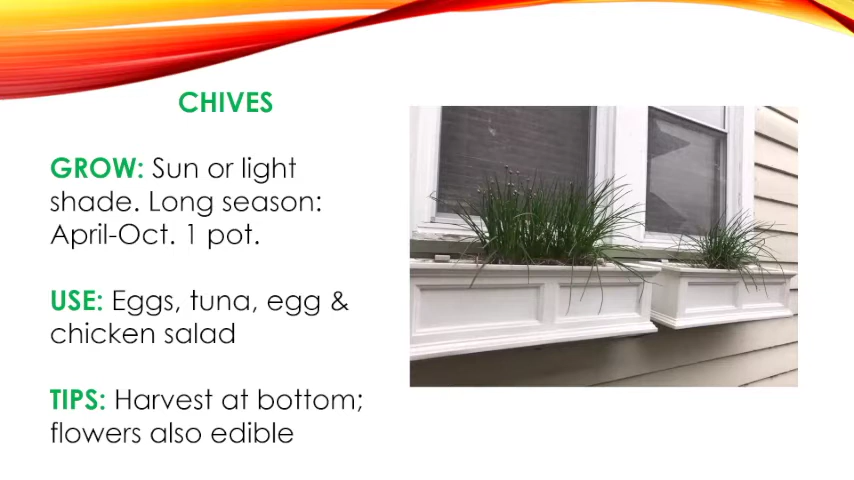 CHIVES
GROW: Sun or light
shade. Long season:
April-Oct. 1 pot.
USE: Eggs, tuna, egg &
chicken salad
TIPS: Harvest at bottom;
flowers also edible